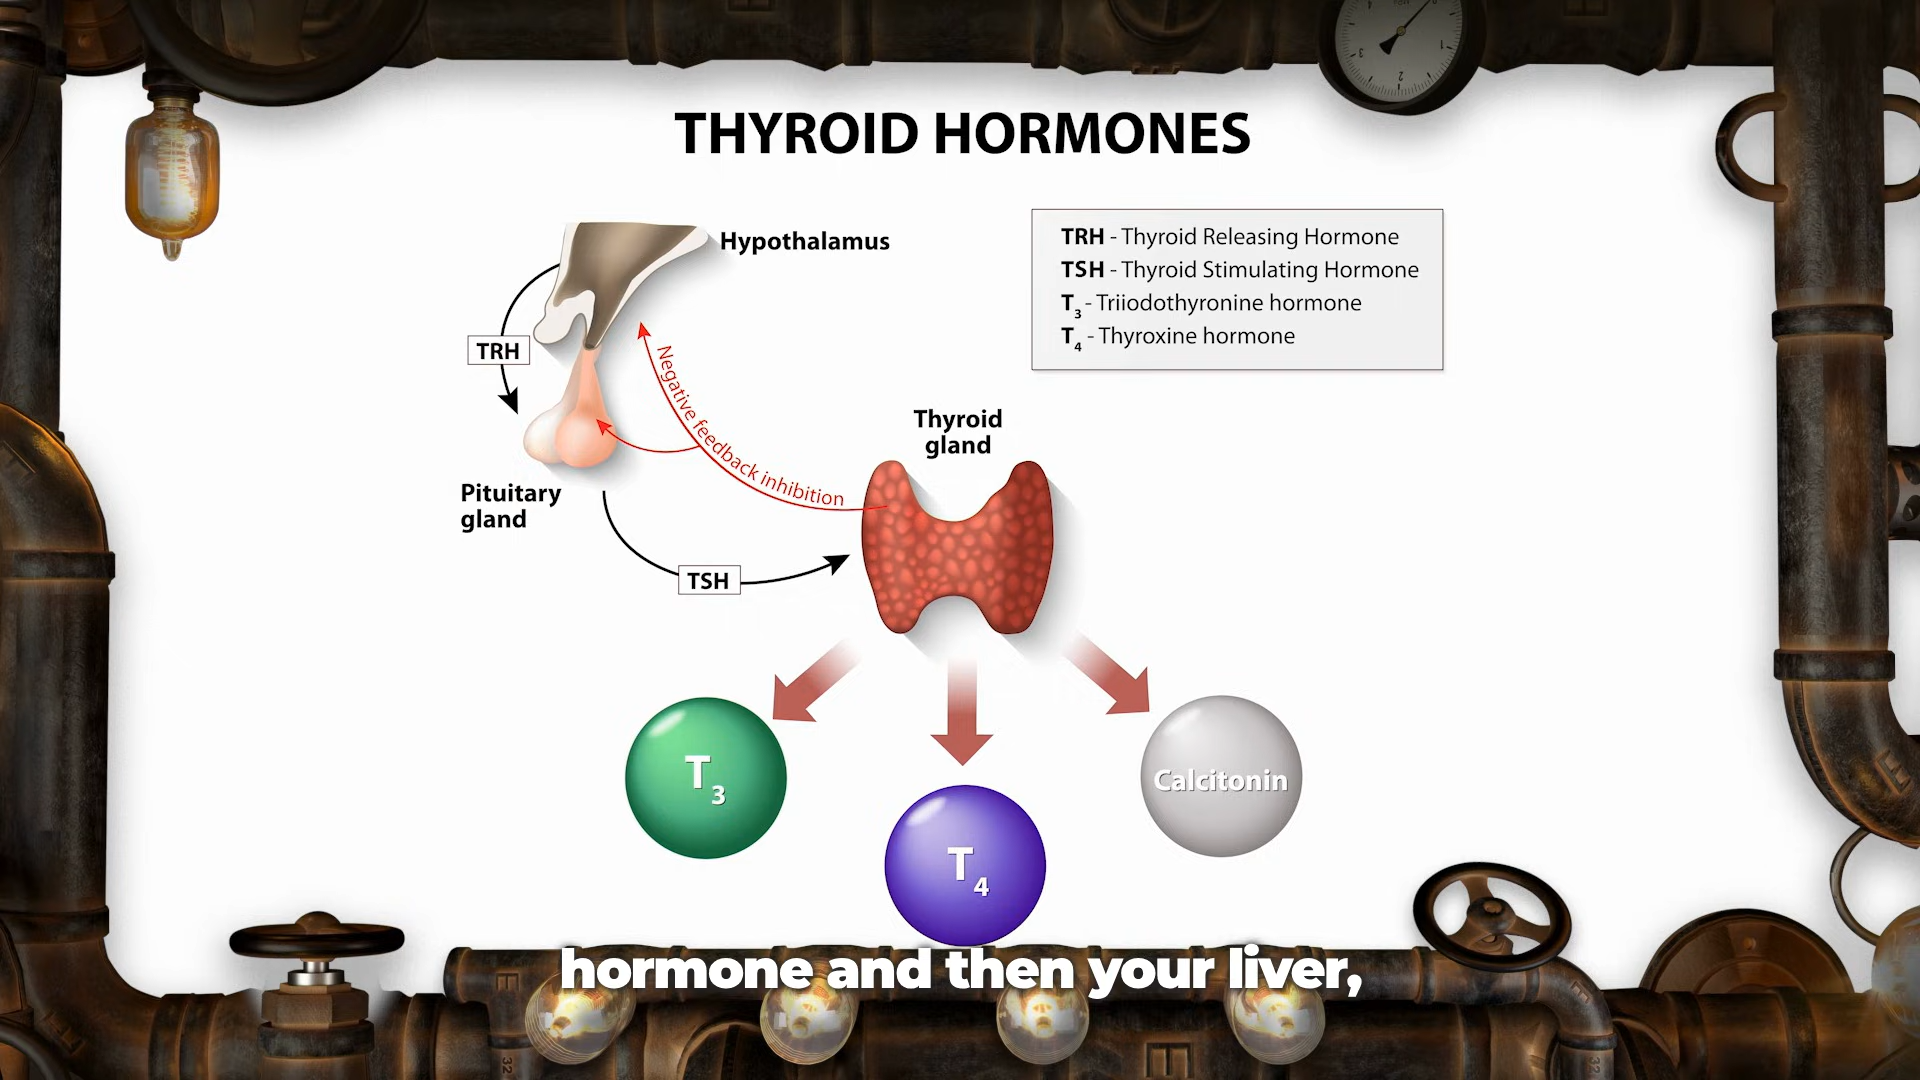 THYROID HORMONES
Hypothalamus
TRH - Thyroid Releasing Hormone
TSH - Thyroid Stimulating Hormone
T3 - Triiodothyronine hormone
T4 - Thyroxine hormone
TRH
Negative feedback inhibition
Thyroid
gland
Pituitary
gland
TSH
T3
T4
Calcitonin
hormone and then your liver,